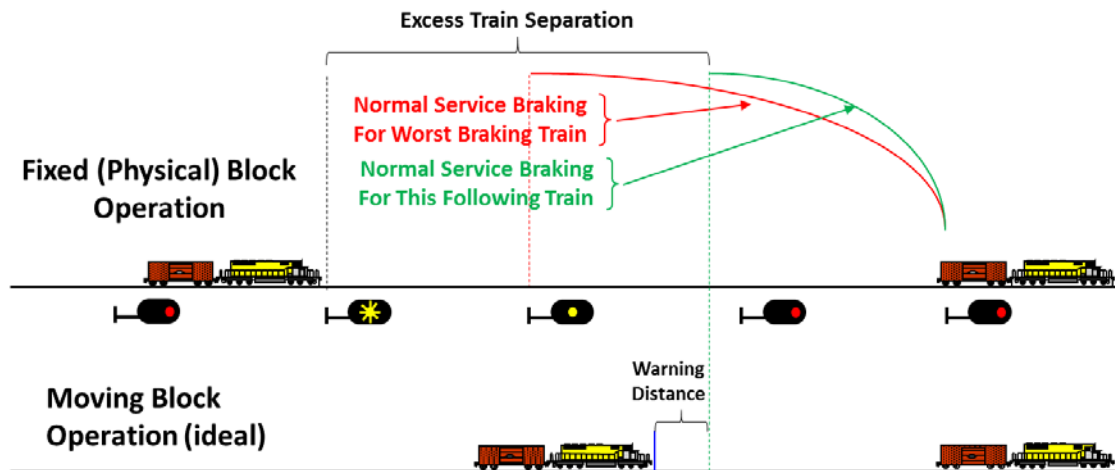 Excess Train Separation
Normal Service Braking
For Worst Braking Train
Normal Service Braking
For This Following Train
Fixed (Physical) Block
Operation
Warning
Distance
Moving Block
Operation (ideal)